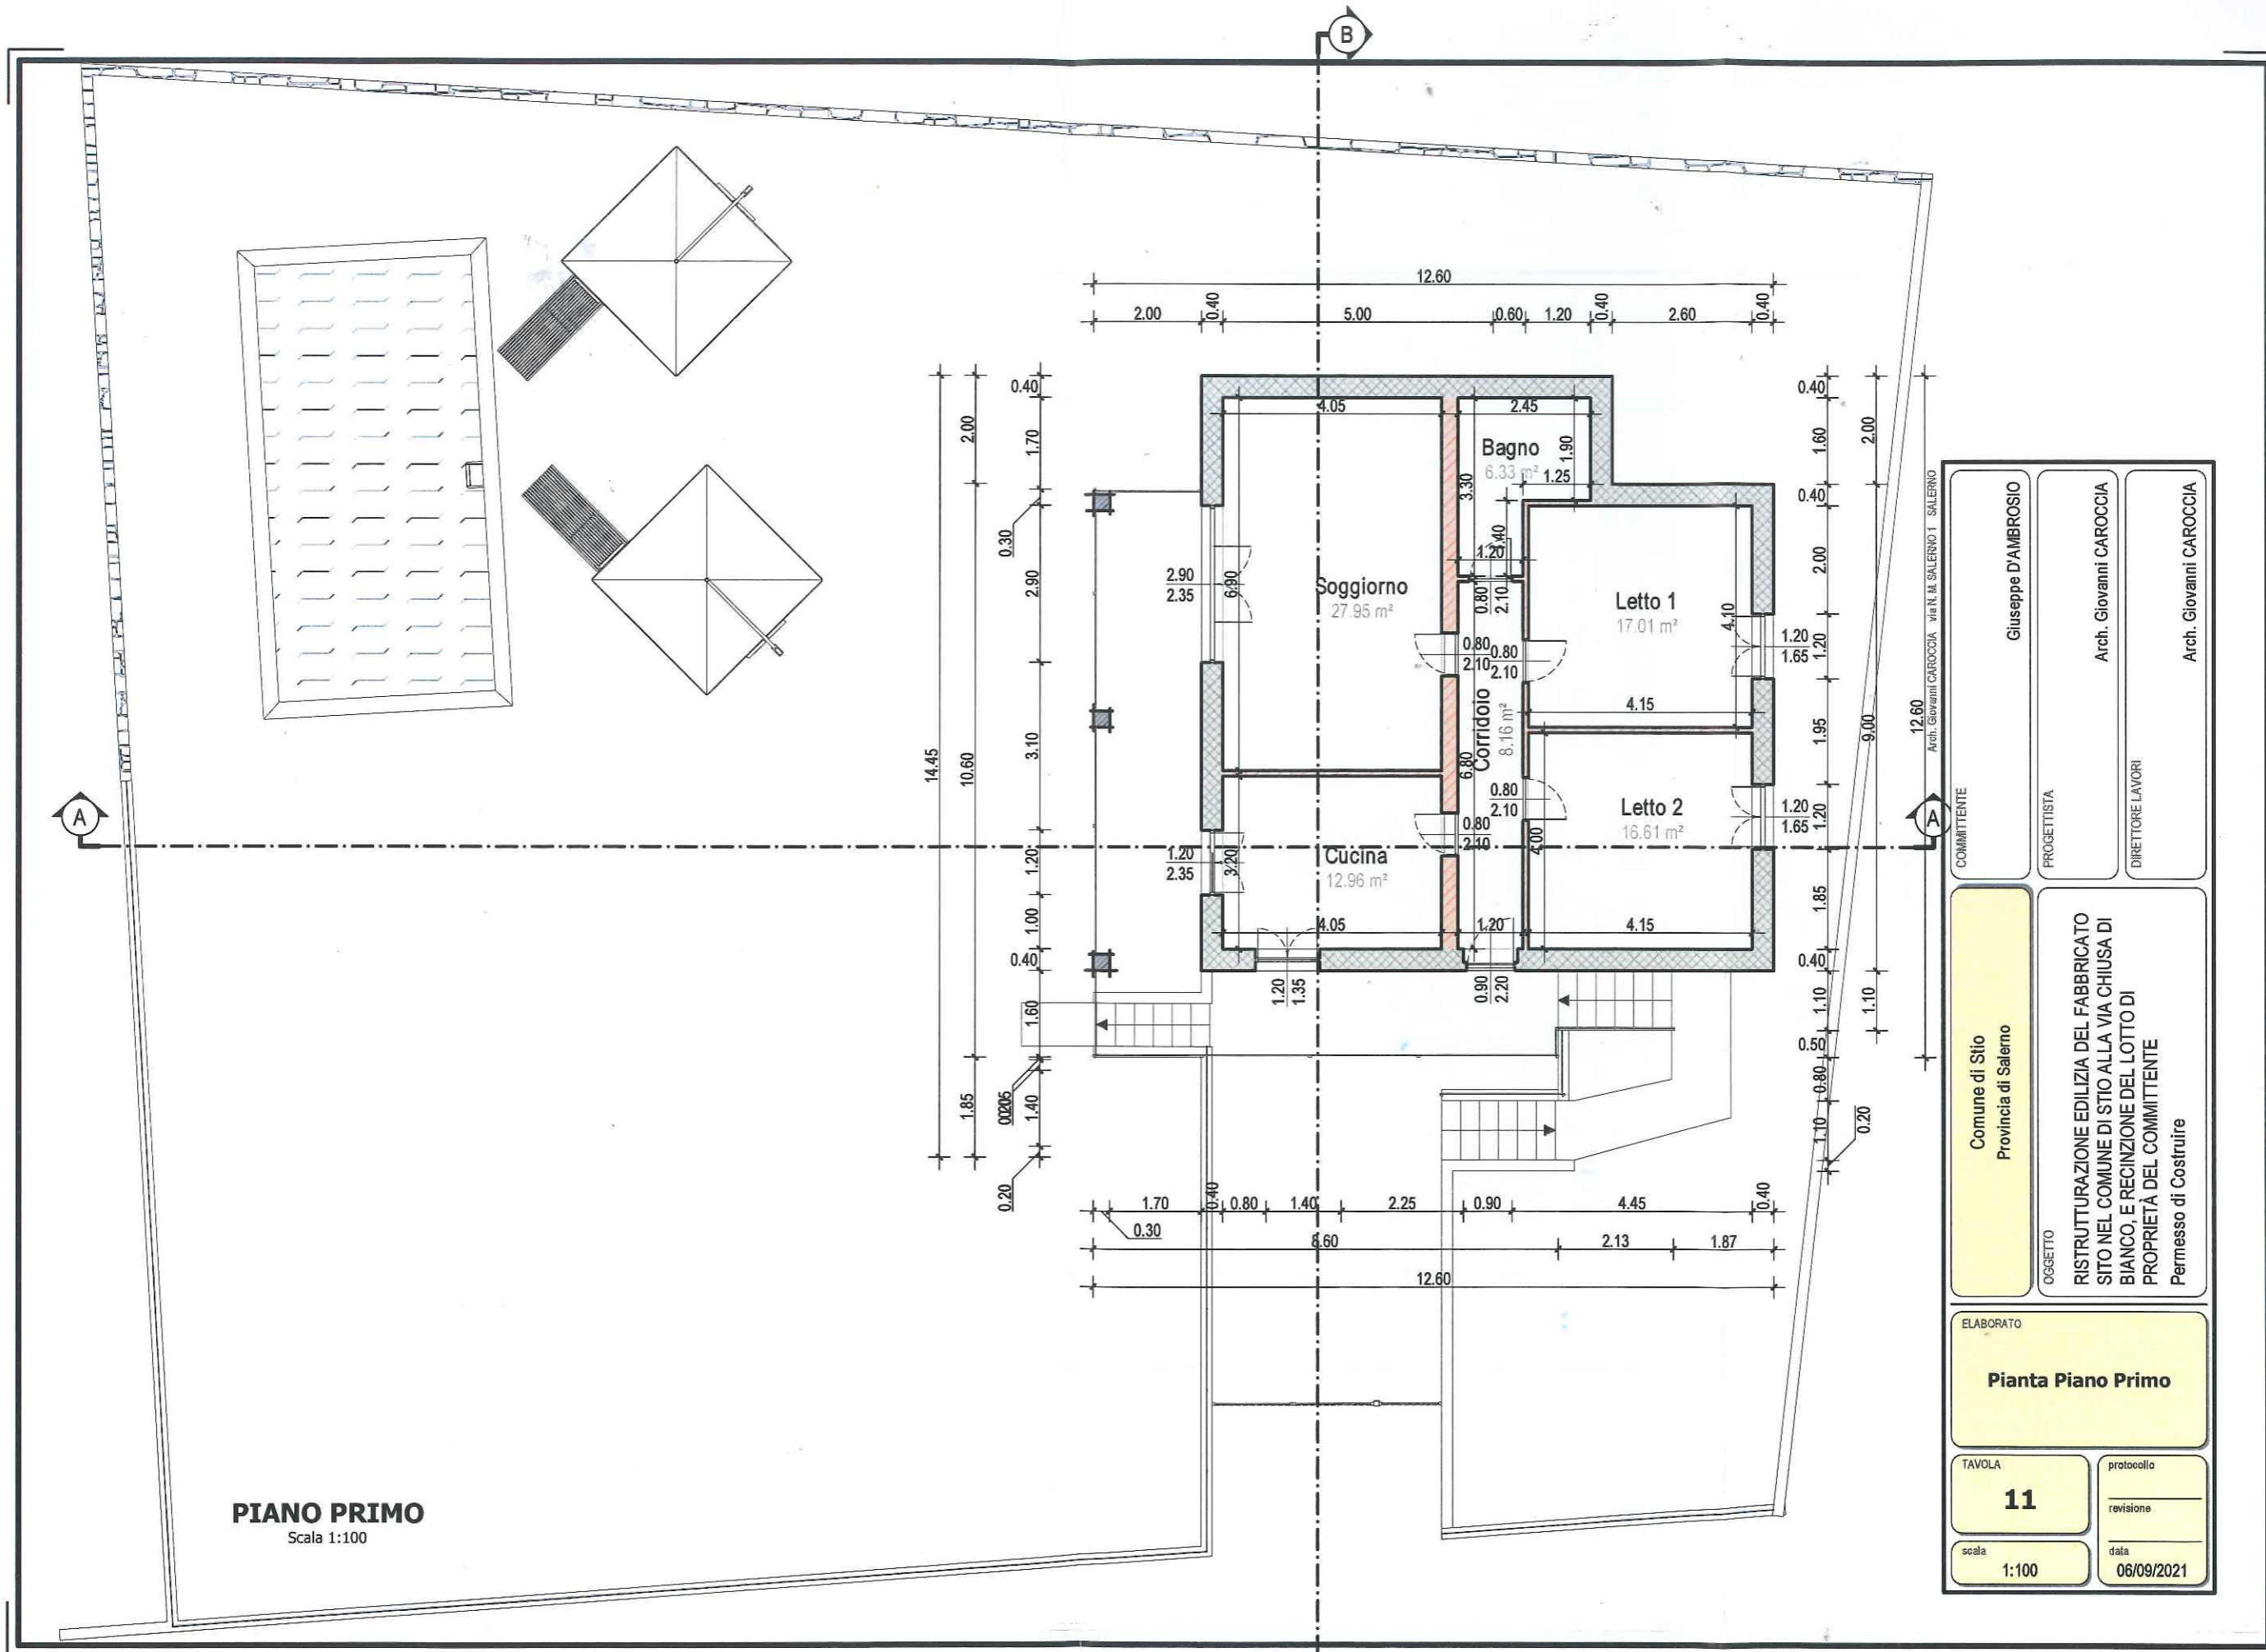 B
12.60
2.00
0.40
5.00
0.60
1.20
0.40
2.60
0.40
0.40
1.70
0.30
2.90
3.10
1.20
1.00
0.40
1.60
1.40
0.20
2.00
10.60
1.85
14.45
4.05
2.45
Bagno
6.33 m²
1.90
1.25
3.30
1.40
1.20
0.80
2.10
2.90
2.35
6.90
Soggiorno
27.95 m²
Letto 1
17.01 m²
4.10
1.20
1.65
0.80
2.10
0.80
2.10
4.15
Corridoio
8.16 m²
6.80
0.80
2.10
0.80
2.10
Letto 2
16.61 m²
4.00
1.20
1.65
1.20
2.35
3.20
Cucina
12.96 m²
4.05
1.20
4.15
1.20
1.35
0.90
2.20
0.40
1.60
0.40
2.00
1.20
1.95
1.20
1.85
0.40
1.10
0.50
0.80
1.10
0.20
2.00
9.00
1.10
12.60
A
A
1.70
0.40
0.80
1.40
2.25
0.90
4.45
0.40
0.30
8.60
2.13
1.87
12.60
PIANO PRIMO
Scala 1:100
Arch. Giovanni CAROCCIA via N. M. SALERNO 1 SALERNO
COMMITTENTE
Giuseppe D'AMBROSIO
PROGETTISTA
Arch. Giovanni CAROCCIA
DIRETTORE LAVORI
Arch. Giovanni CAROCCIA
Comune di Stio
Provincia di Salerno
OGGETTO
RISTRUTTURAZIONE EDILIZIA DEL FABBRICATO
SITO NEL COMUNE DI STIO ALLA VIA CHIUSA DI
BIANCO, E RECINZIONE DEL LOTTO DI
PROPRIETÀ DEL COMMITTENTE
Permesso di Costruire
ELABORATO
Pianta Piano Primo
TAVOLA
11
protocollo
revisione
scala
1:100
data
06/09/2021